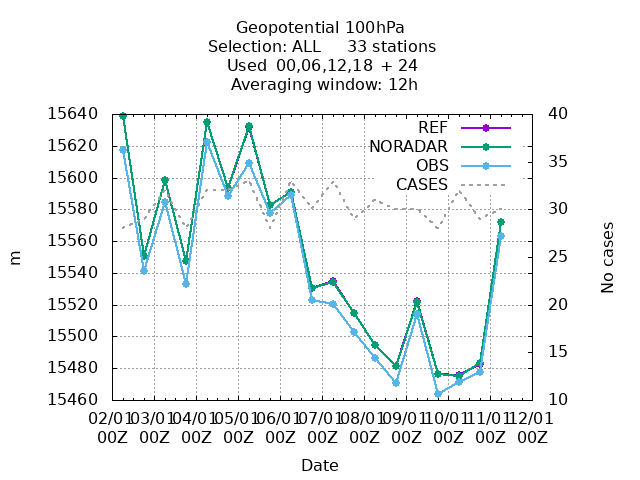 Geopotential 100hPa
Selection: ALL 33 stations
Used 00,06,12,18 + 24
Averaging window: 12h
15640 40
REF
NORADAR
OBS
CASES
15620
15600
15580
15560
15540
15520
15500
15480
15460
35
30
25
20
15
10
m
No cases
02/01 03/01 04/01 05/01 06/01 07/01 08/01 09/01 10/01 11/01 12/01
00Z 00Z 00Z 00Z 00Z 00Z 00Z 00Z 00Z 00Z 00Z
Date